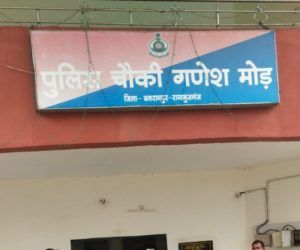 पुलिस चौकी गणेश मोड़
जिला- बलरामपुर-रामानुजगंज